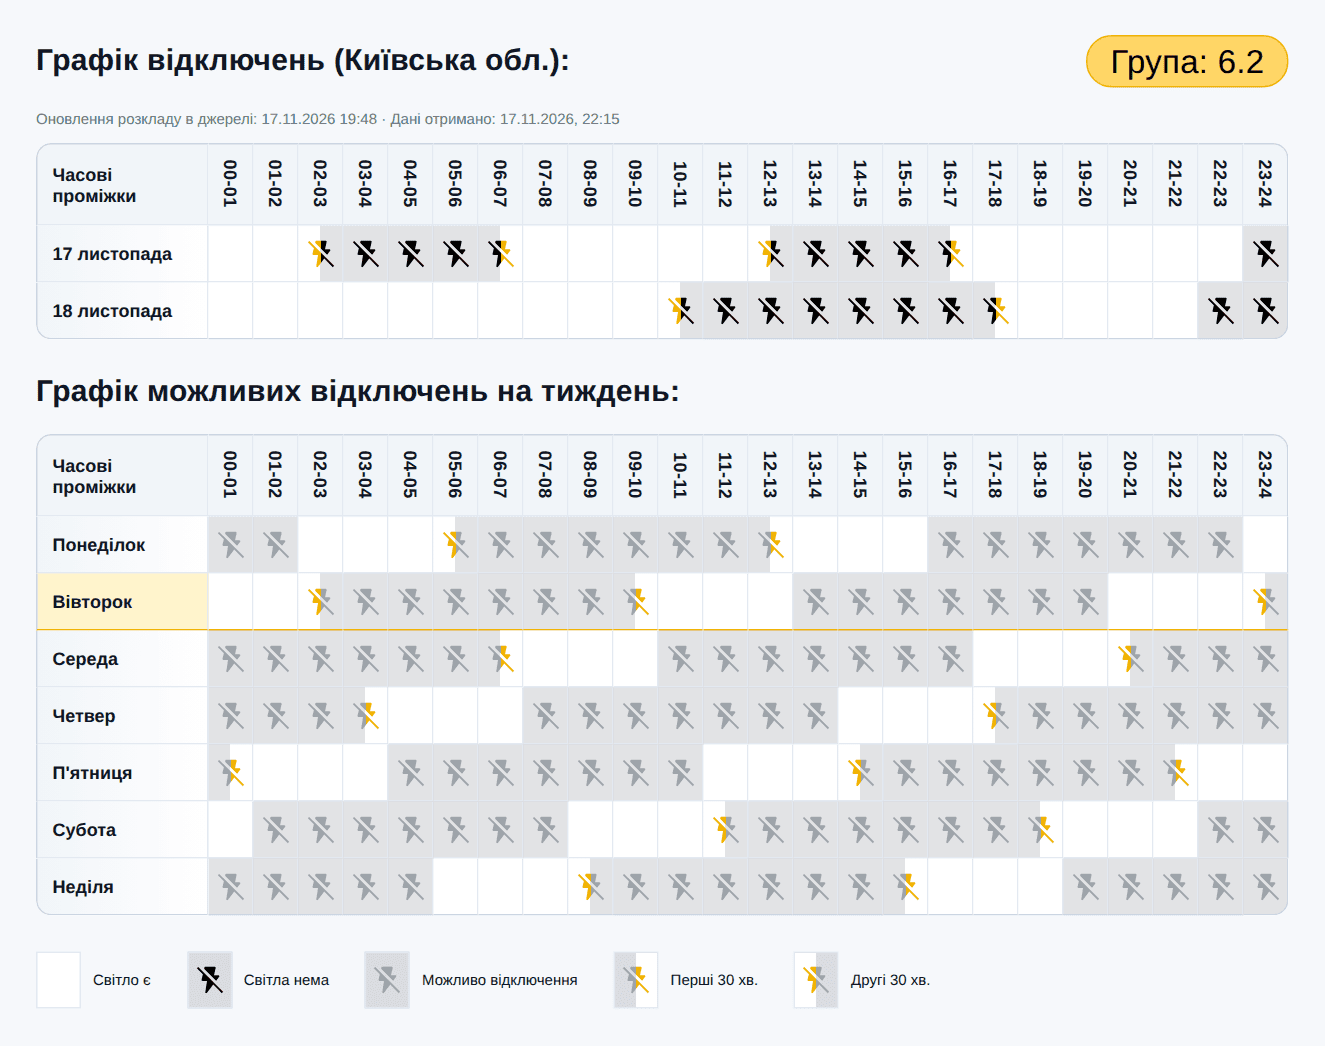 Графік відключень (Київська обл.):
Група: 6.2
Оновлення розкладу в джерелі: 17.11.2026 19:48 · Дані отримано: 17.11.2026, 22:15
Часові проміжки 00-01 01-02 02-03 03-04 04-05 05-06 06-07 07-08 08-09 09-10 10-11 11-12 12-13 13-14 14-15 15-16 16-17 17-18 18-19 19-20 20-21 21-22 22-23 23-24
17 листопада
18 листопада
Графік можливих відключень на тиждень:
Часові проміжки 00-01 01-02 02-03 03-04 04-05 05-06 06-07 07-08 08-09 09-10 10-11 11-12 12-13 13-14 14-15 15-16 16-17 17-18 18-19 19-20 20-21 21-22 22-23 23-24
Понеділок
Вівторок
Середа
Четвер
П'ятниця
Субота
Неділя
Світло є
Світла нема
Можливо відключення
Перші 30 хв.
Другі 30 хв.